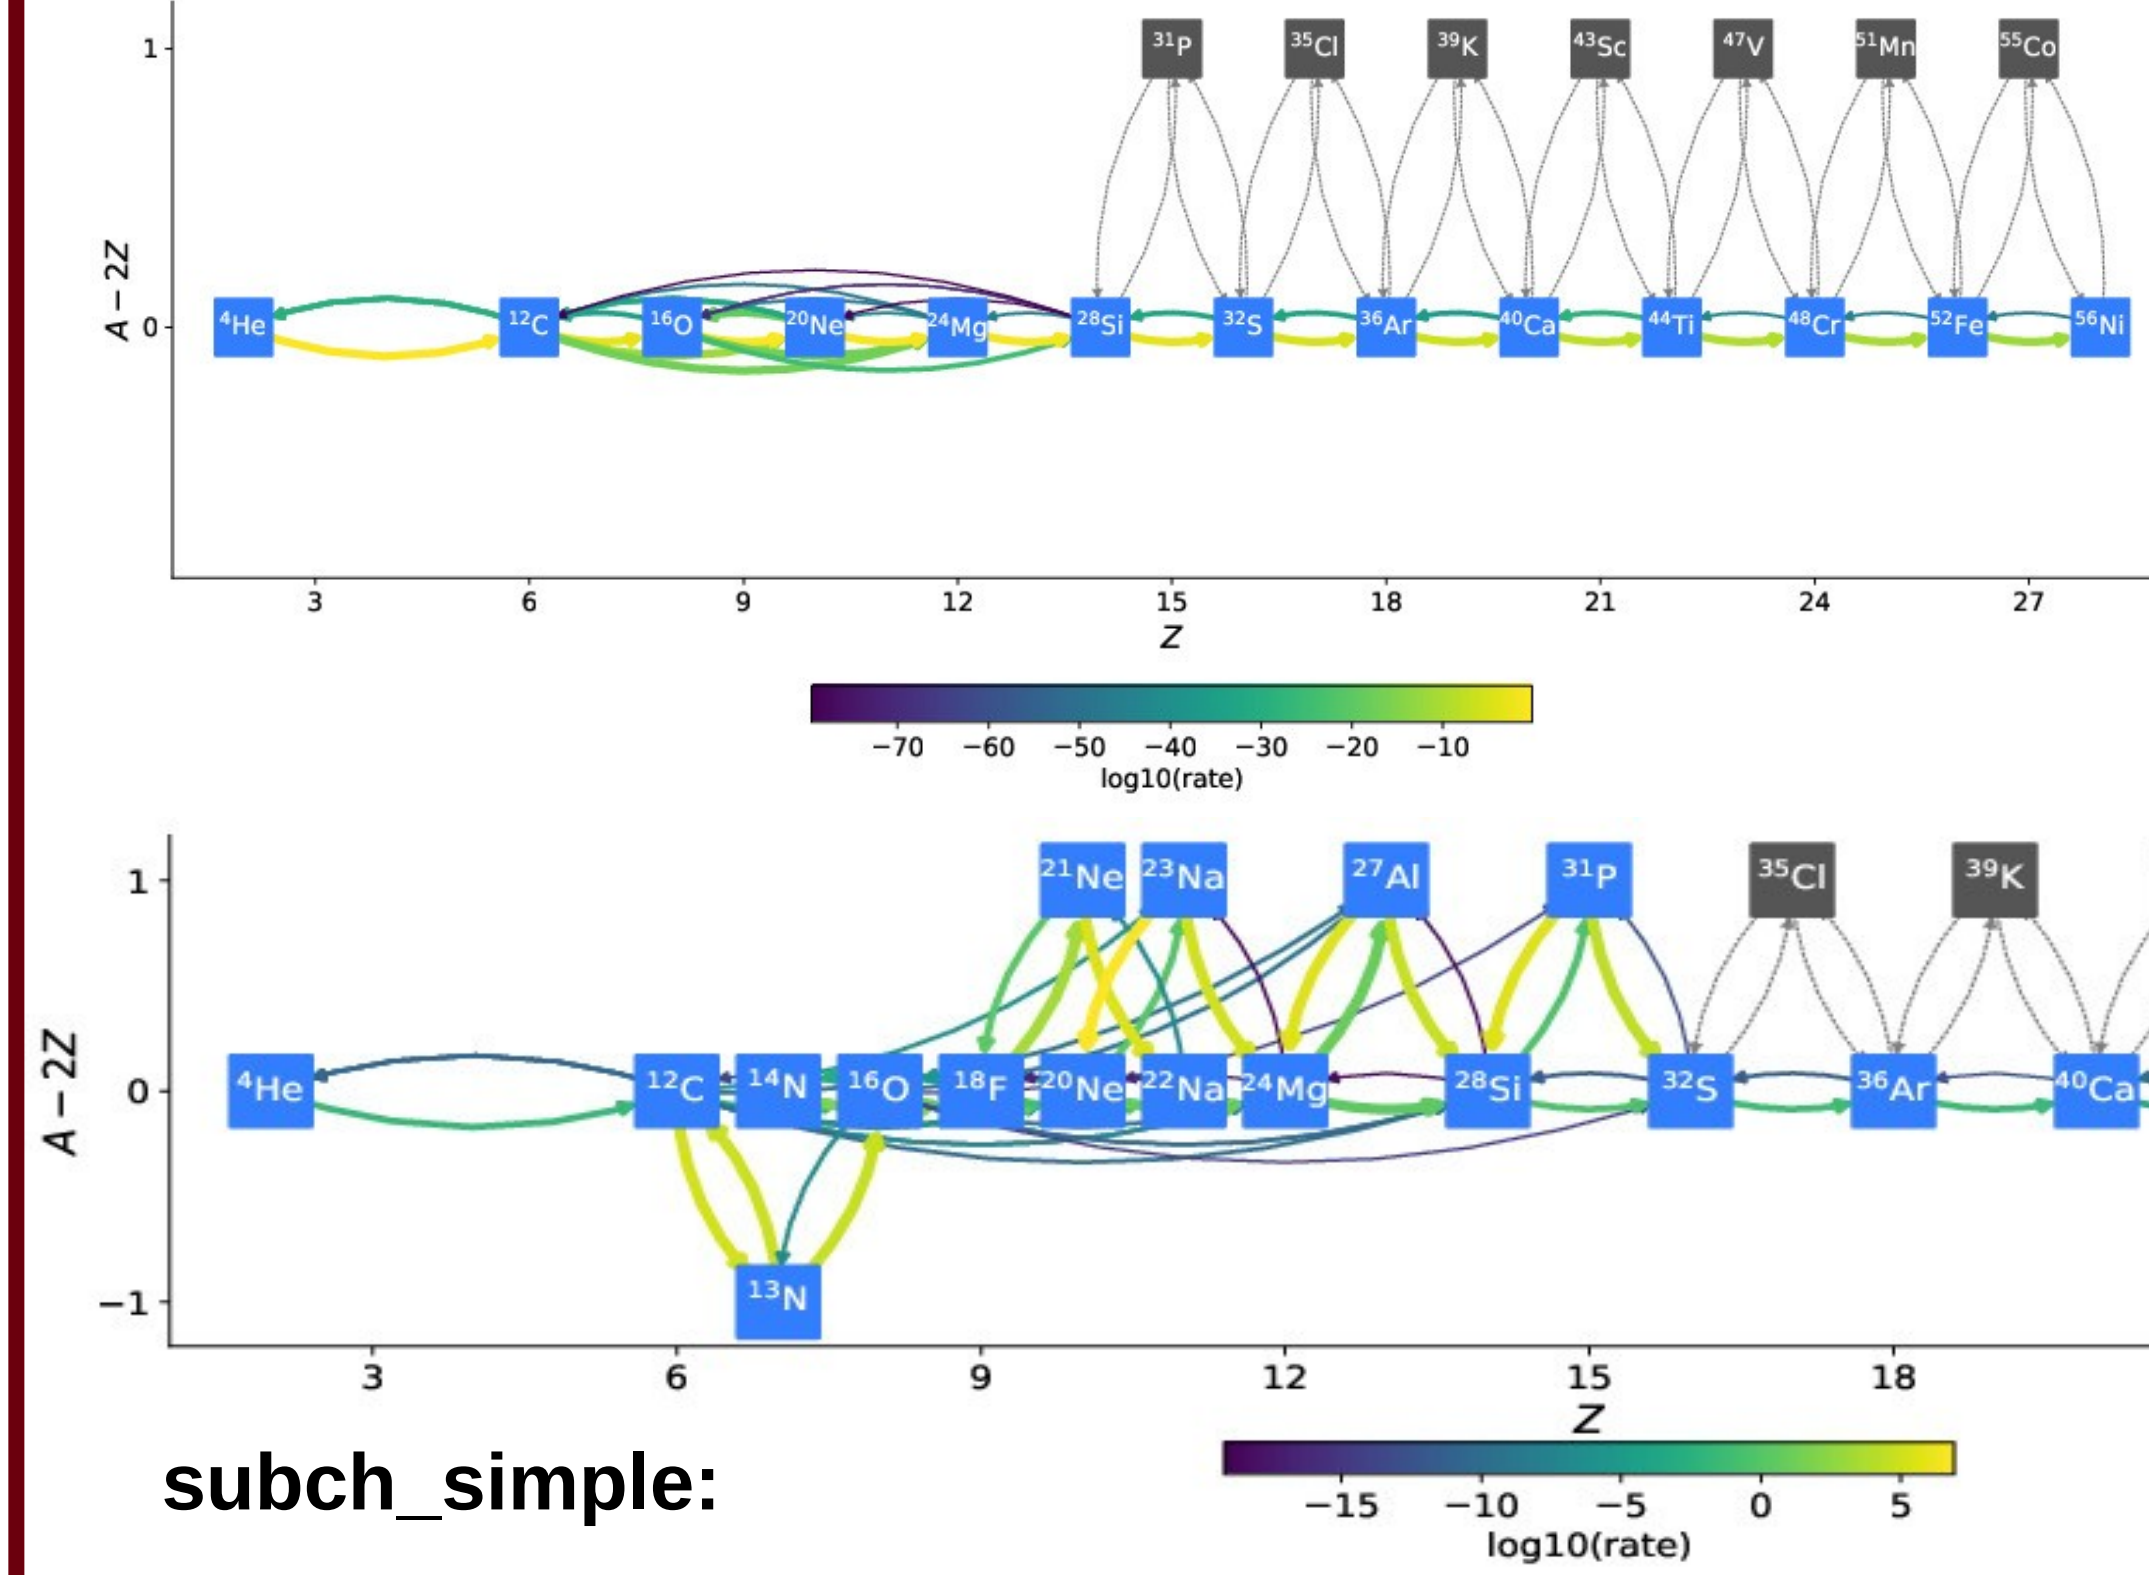 1
³¹P ³⁵Cl ³⁹K ⁴³Sc ⁴⁷V ⁵¹Mn ⁵⁵Co
A − 2Z
0
⁴He ¹²C ¹⁶O ²⁰Ne ²⁴Mg ²⁸Si ³²S ³⁶Ar ⁴⁰Ca ⁴⁴Ti ⁴⁸Cr ⁵²Fe ⁵⁶Ni
3 6 9 12 15 18 21 24 27
Z
−70 −60 −50 −40 −30 −20 −10
log10(rate)
1
²¹Ne ²³Na ²⁷Al ³¹P ³⁵Cl ³⁹K
A − 2Z
0
⁴He ¹²C ¹⁴N ¹⁶O ¹⁸F ²⁰Ne ²²Na ²⁴Mg ²⁸Si ³²S ³⁶Ar ⁴⁰Ca
−1
¹³N
3 6 9 12 15 18
Z
subch_simple:
−15 −10 −5 0 5
log10(rate)